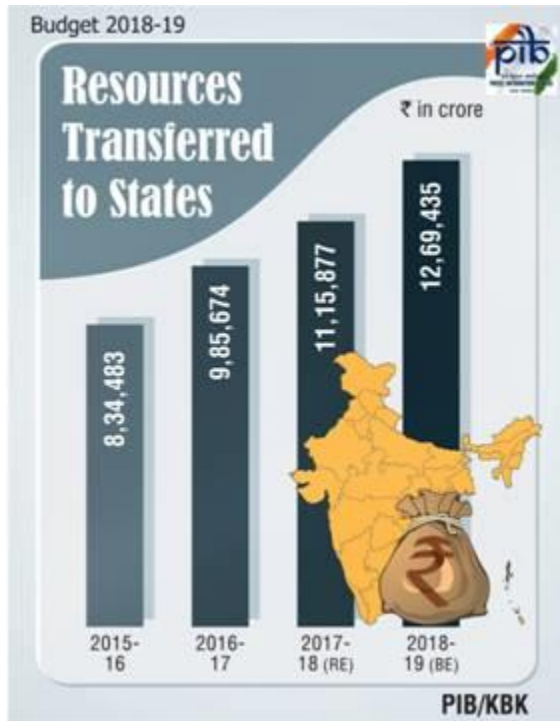 Budget 2018-19
pib
Resources
Transferred
to States
₹ in crore
8,34,483
9,85,674
11,15,877
12,69,435
₹
2015-
16
2016-
17
2017-
18 (RE)
2018-
19 (BE)
PIB/KBK